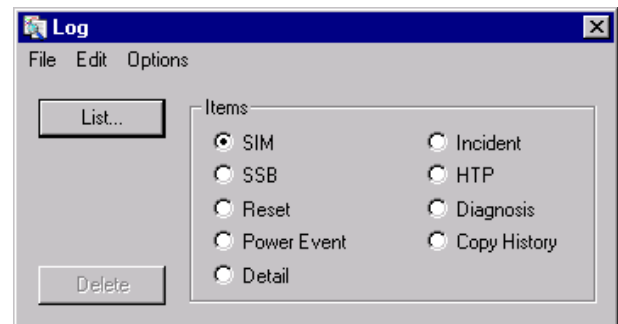 Log
File Edit Options
List...
Items
SIM Incident
SSB HTP
Reset Diagnosis
Power Event Copy History
Detail
Delete